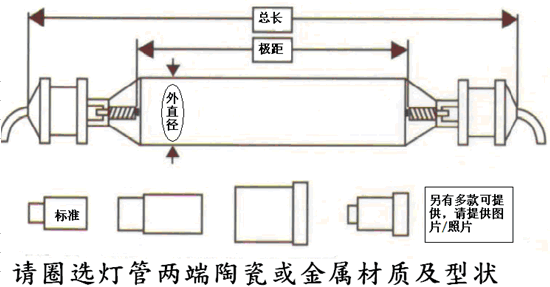 总长
极距
外直径
标准
另有多款可提
供，请提供图
片/照片
请圈选灯管两端陶瓷或金属材质及型状